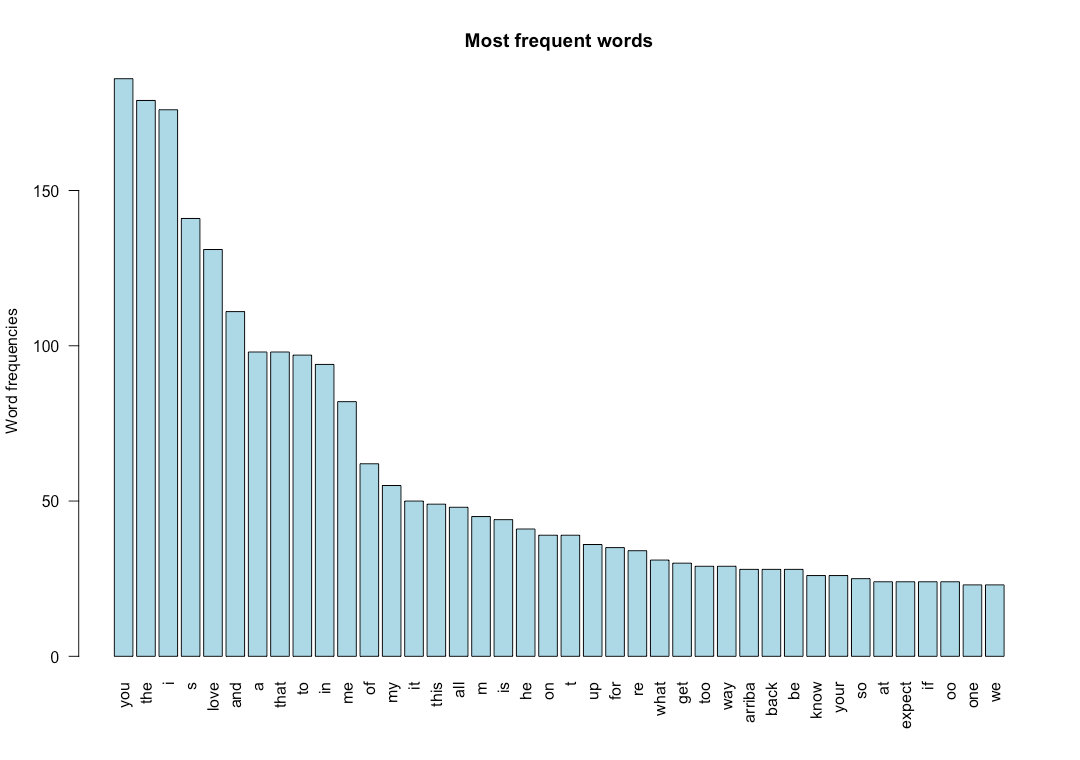 Most frequent words
Word frequencies
150
100
50
0
you the i s love and a that to in me of my it this all m is he on t up for re what get too way arriba back be know your so at expect if oo one we